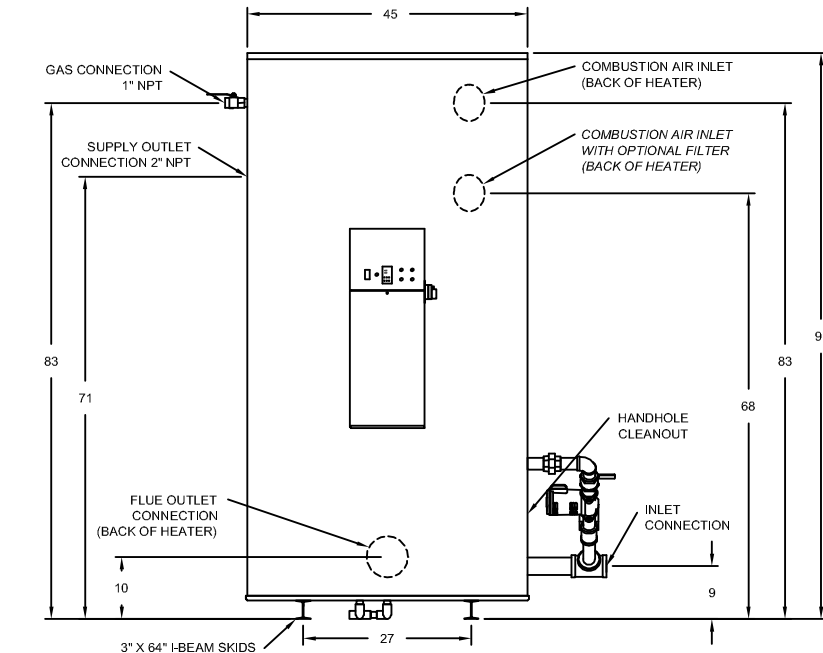 45
GAS CONNECTION
1" NPT
COMBUSTION AIR INLET
(BACK OF HEATER)
SUPPLY OUTLET
CONNECTION 2" NPT
COMBUSTION AIR INLET
WITH OPTIONAL FILTER
(BACK OF HEATER)
83
71
83
9
68
HANDHOLE
CLEANOUT
FLUE OUTLET
CONNECTION
(BACK OF HEATER)
INLET
CONNECTION
10
9
27
3" X 64" I-BEAM SKIDS